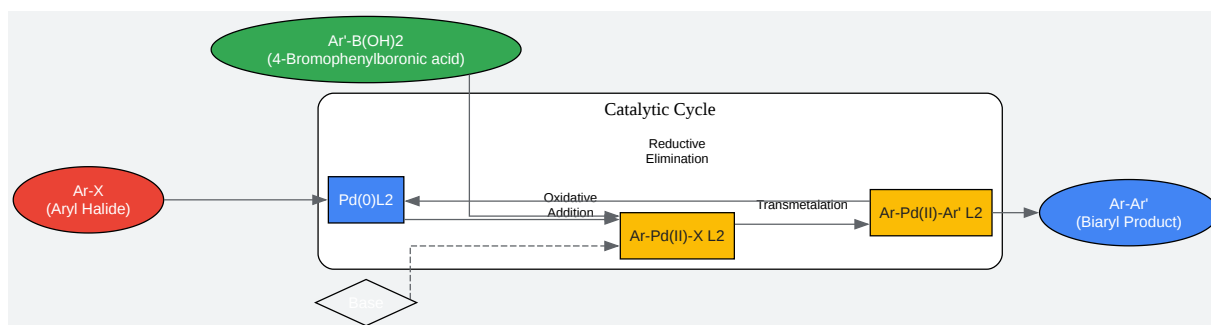 Ar'-B(OH)2
(4-Bromophenylboronic acid)
Catalytic Cycle
Reductive
Elimination
Ar-X
(Aryl Halide)
Pd(0)L2
Oxidative
Addition
Ar-Pd(II)-X L2
Transmetalation
Ar-Pd(II)-Ar' L2
Ar-Ar'
(Biaryl Product)
Base